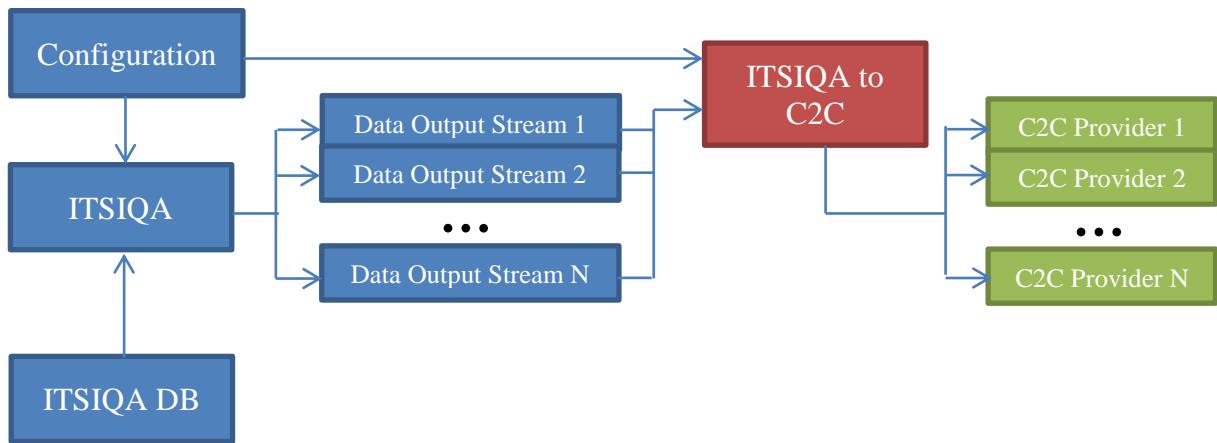 Configuration
ITSIQA to
C2C
Data Output Stream 1
C2C Provider 1
Data Output Stream 2
C2C Provider 2
ITSIQA
•••
•••
Data Output Stream N
C2C Provider N
ITSIQA DB